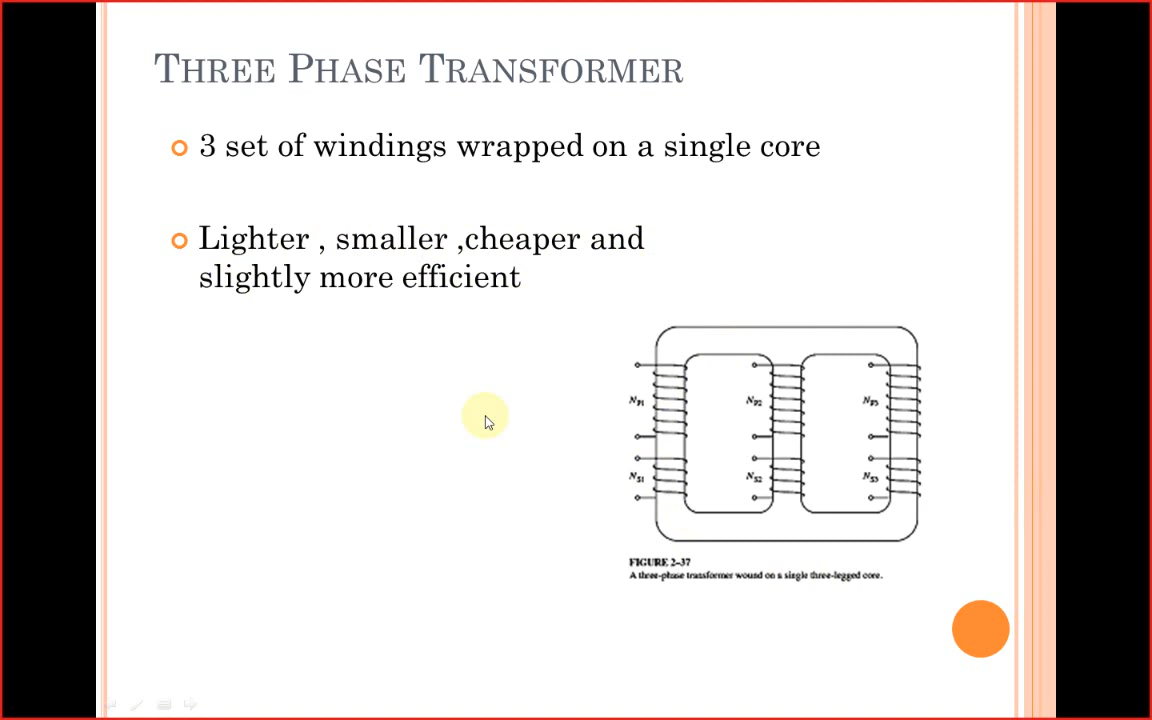 THREE PHASE TRANSFORMER
3 set of windings wrapped on a single core
Lighter , smaller ,cheaper and
slightly more efficient
NP1 NP2 NP3
NS1 NS2 NS3
FIGURE 2–37
A three-phase transformer wound on a single three-legged core.